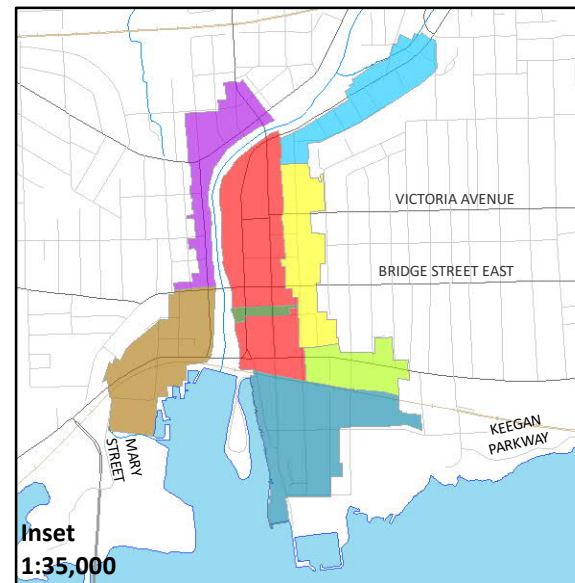 VICTORIA AVENUE
BRIDGE STREET EAST
KEEGAN
PARKWAY
MARY
STREET
Inset
1:35,000